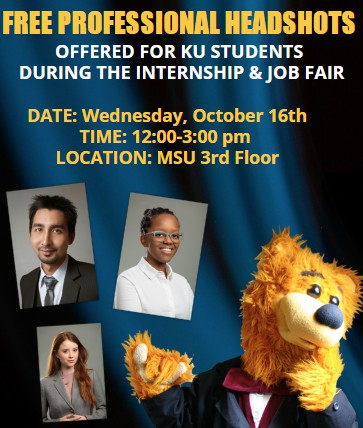 FREE PROFESSIONAL HEADSHOTS
OFFERED FOR KU STUDENTS
DURING THE INTERNSHIP & JOB FAIR
DATE: Wednesday, October 16th
TIME: 12:00-3:00 pm
LOCATION: MSU 3rd Floor